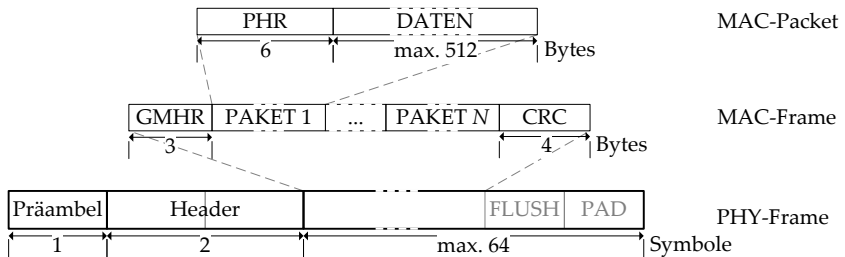 PHR DATEN MAC-Packet
6 max. 512 Bytes
GMHR PAKET 1 ... PAKET N CRC MAC-Frame
3 4 Bytes
Präambel Header FLUSH PAD PHY-Frame
1 2 max. 64 Symbole